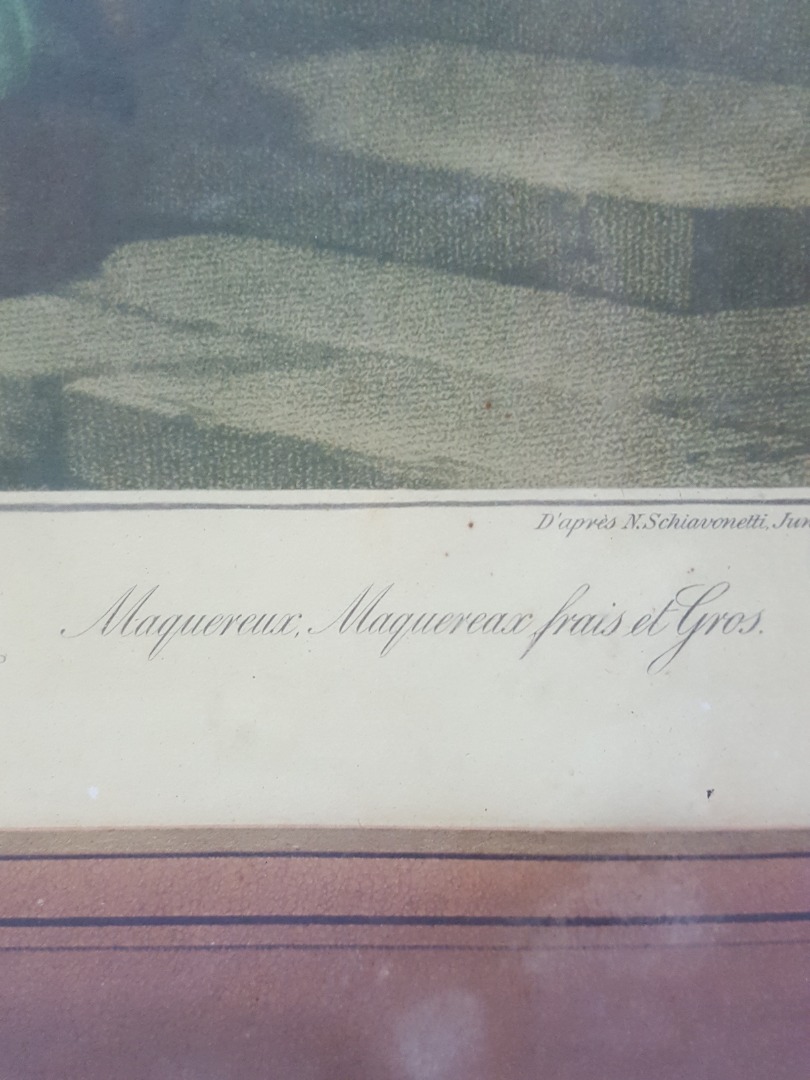 D'après N. Schiavonetti, Jun
Maquereux, Maquereax frais et Gros.